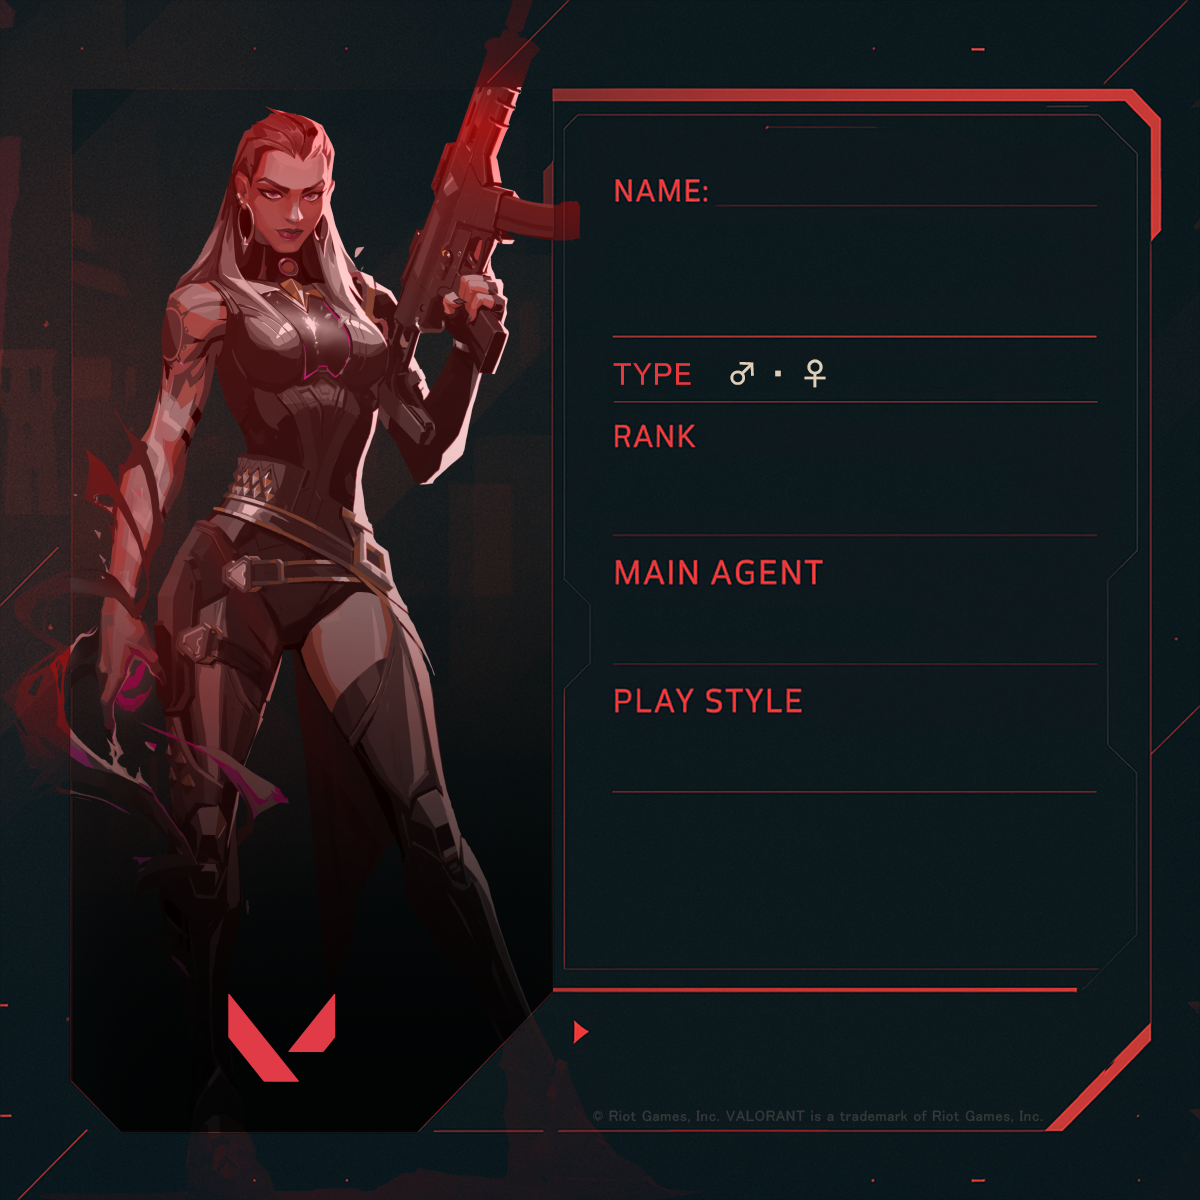 NAME:
TYPE ♂ · ♀
RANK
MAIN AGENT
PLAY STYLE
© Riot Games, Inc. VALORANT is a trademark of Riot Games, Inc.